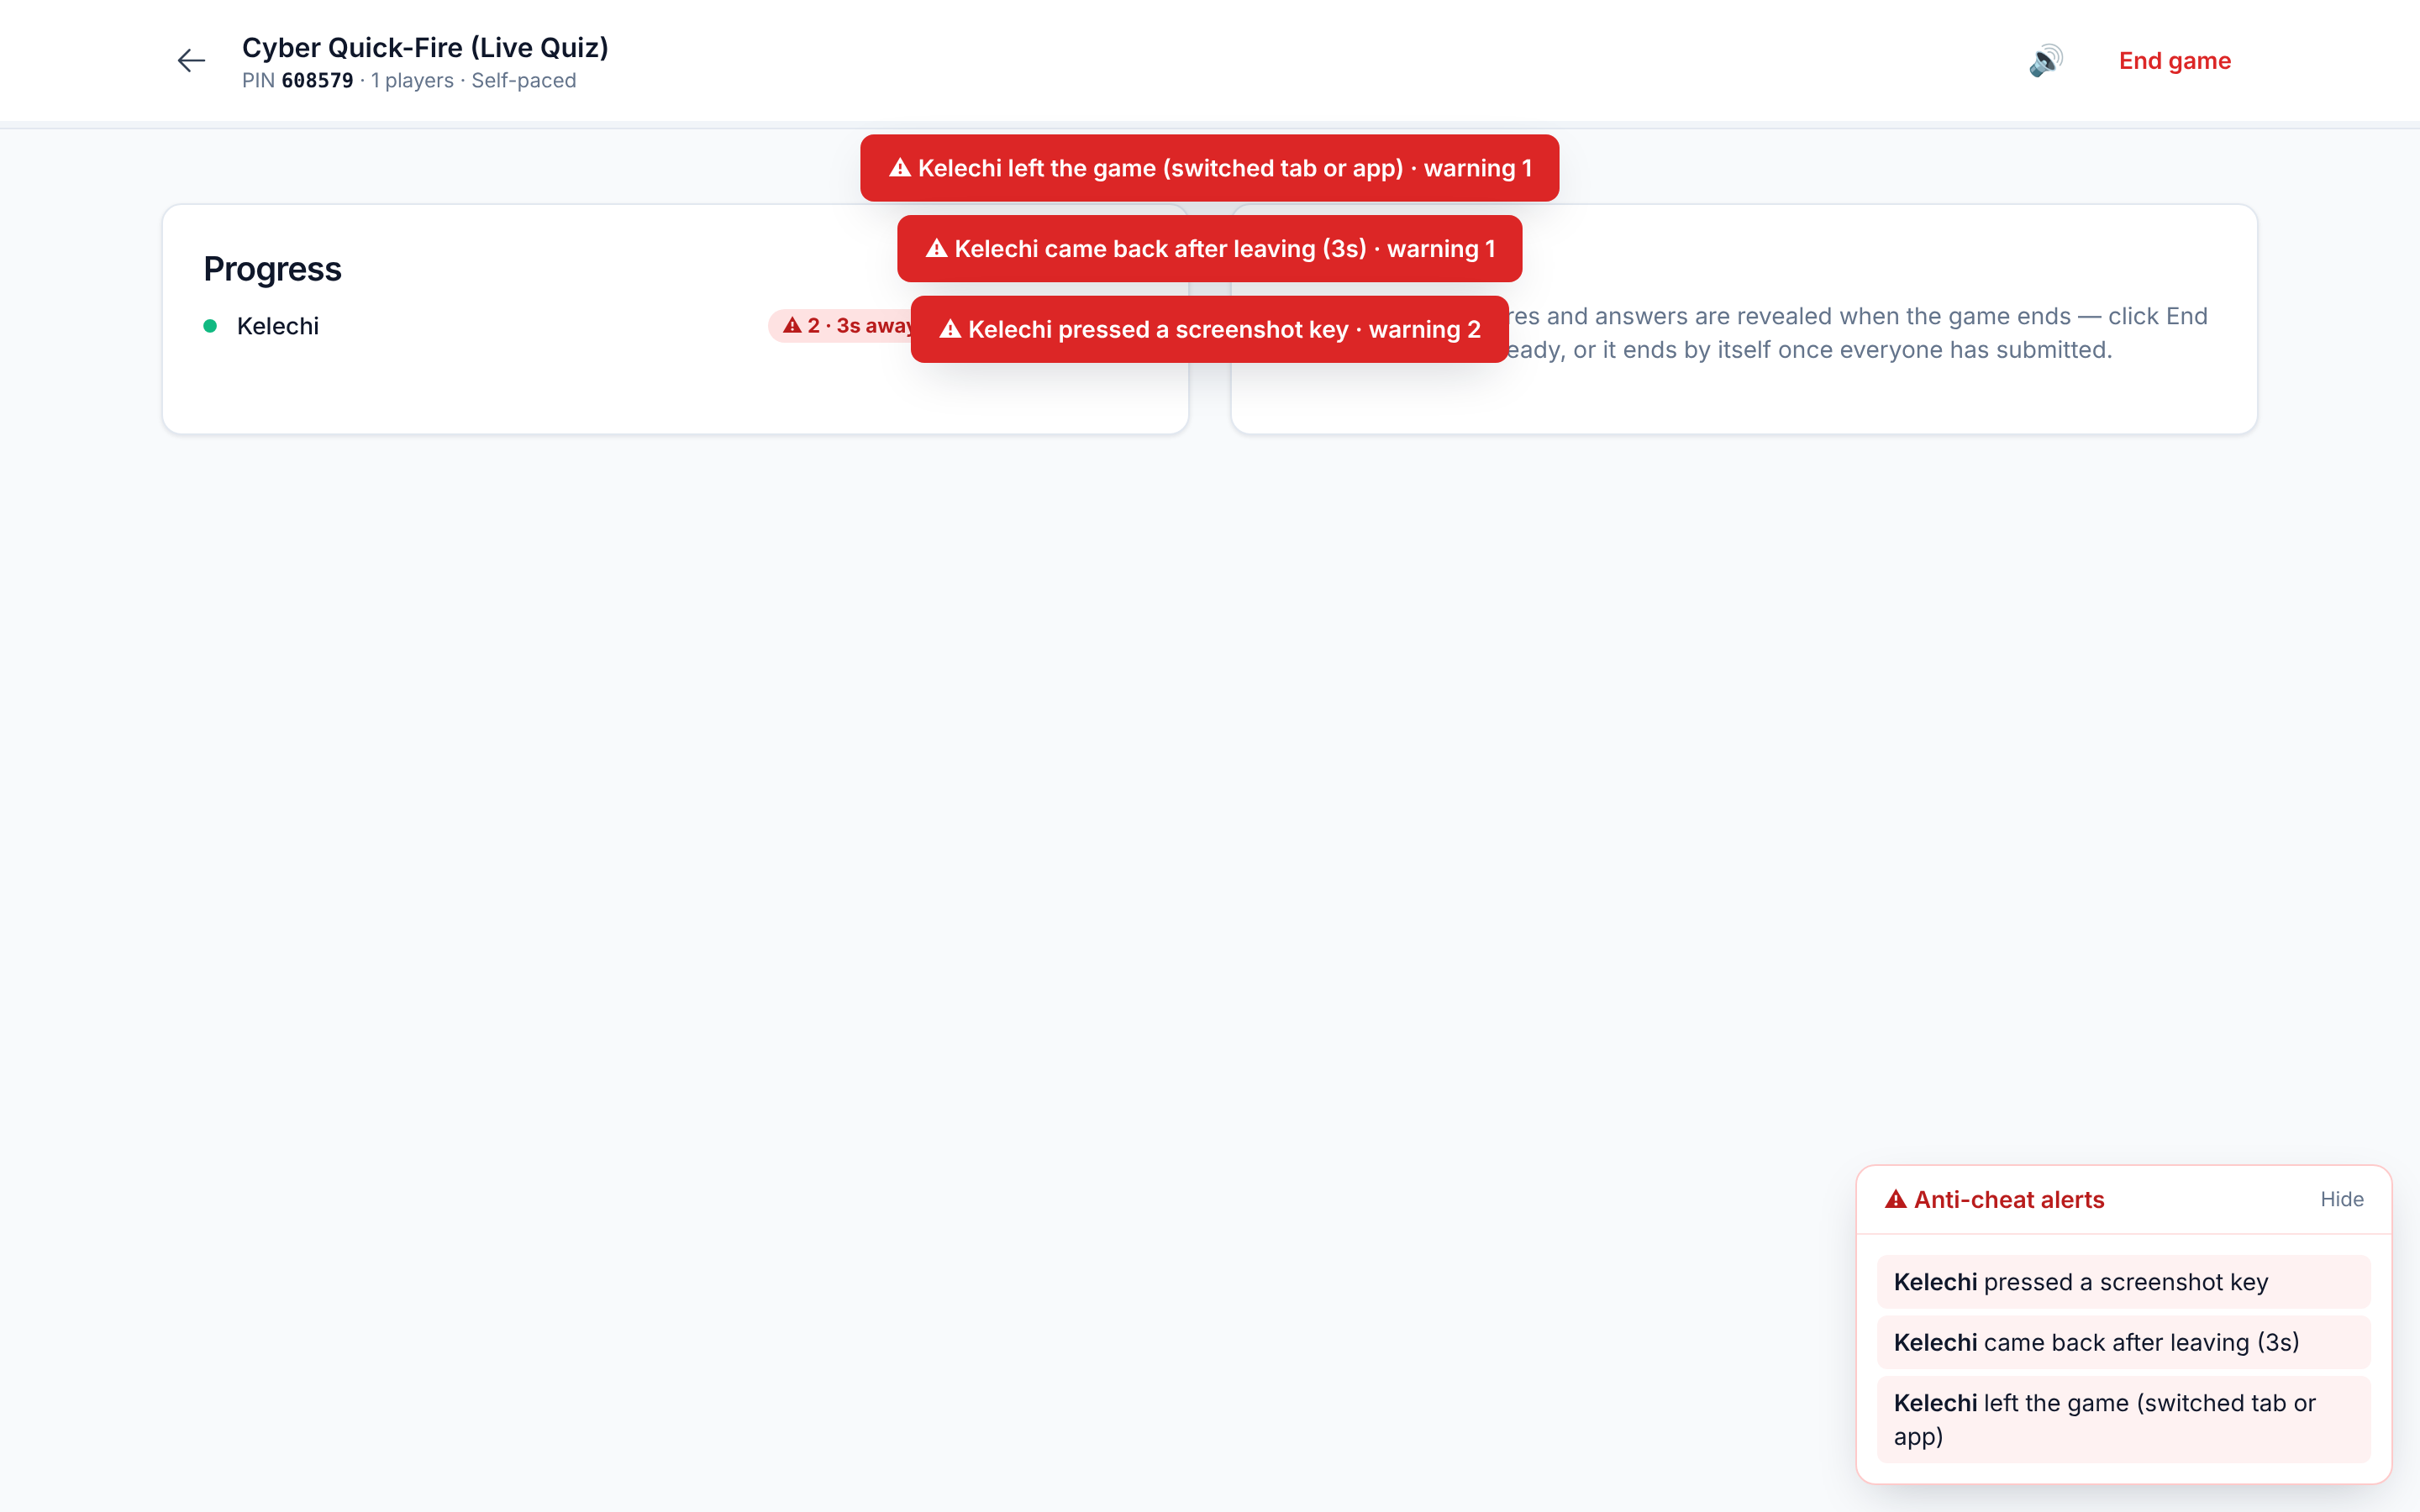 Cyber Quick-Fire (Live Quiz)
PIN 608579 · 1 players · Self-paced
End game
⚠ Kelechi left the game (switched tab or app) · warning 1
⚠ Kelechi came back after leaving (3s) · warning 1
⚠ Kelechi pressed a screenshot key · warning 2
Progress
Kelechi
⚠ 2 · 3s away
and answers are revealed when the game ends — click End
or it ends by itself once everyone has submitted.
⚠ Anti-cheat alerts
Hide
Kelechi pressed a screenshot key
Kelechi came back after leaving (3s)
Kelechi left the game (switched tab or
app)